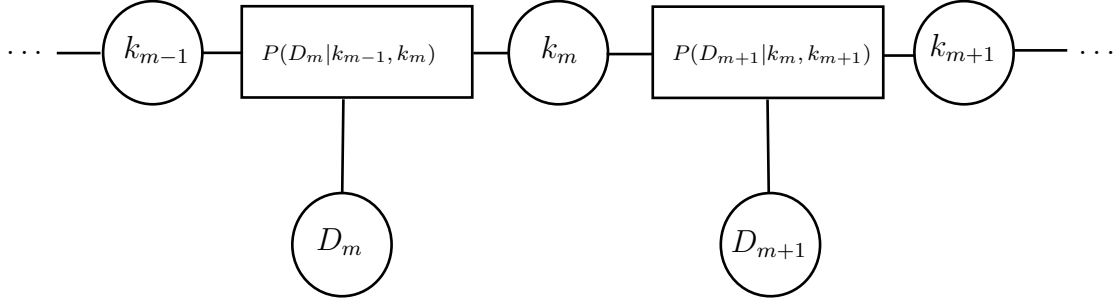 ⋯ k_{m−1} P(D_m|k_{m−1}, k_m) k_m P(D_{m+1}|k_m, k_{m+1}) k_{m+1} ⋯
D_m D_{m+1}